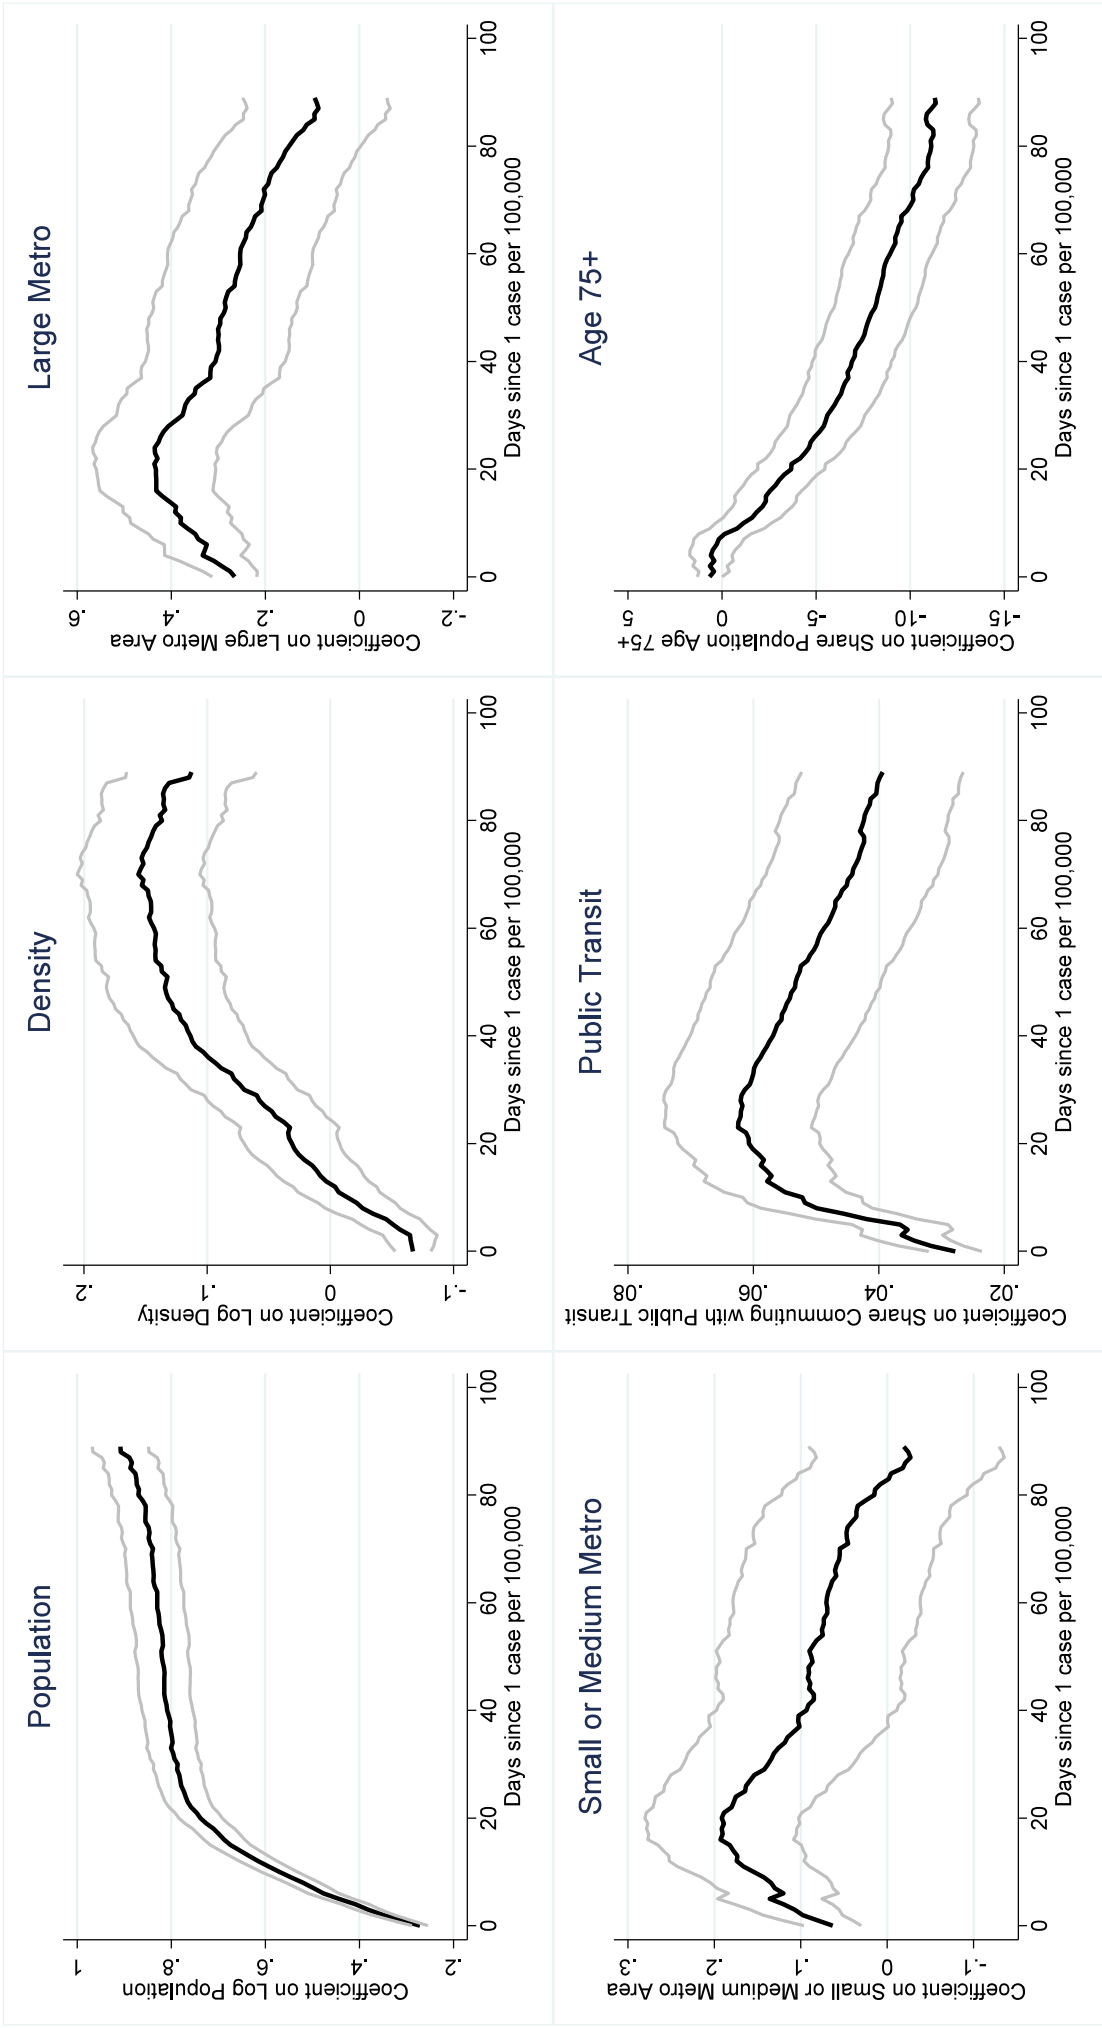 Population
Coefficient on Log Population
.2 .4 .6 .8 1
0 20 40 60 80 100
Days since 1 case per 100,000
Density
Coefficient on Log Density
-.1 0 .1 .2
0 20 40 60 80 100
Days since 1 case per 100,000
Large Metro
Coefficient on Large Metro Area
-.2 0 .2 .4 .6
0 20 40 60 80 100
Days since 1 case per 100,000
Small or Medium Metro
Coefficient on Small or Medium Metro Area
-.1 0 .1 .2 .3
0 20 40 60 80 100
Days since 1 case per 100,000
Public Transit
Coefficient on Share Commuting with Public Transit
.02 .04 .06 .08
0 20 40 60 80 100
Days since 1 case per 100,000
Age 75+
Coefficient on Share Population Age 75+
-15 -10 -5 0 5
0 20 40 60 80 100
Days since 1 case per 100,000